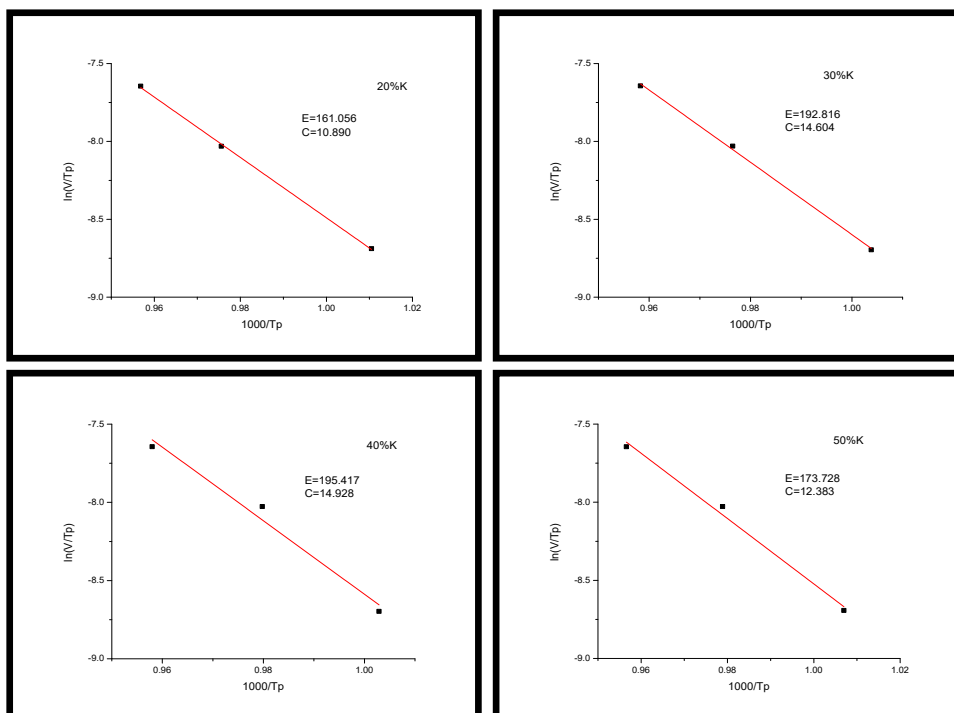 -7.5
20%K
E=161.056
C=10.890
-8.0
ln(V/Tp)
-8.5
-9.0
0.96
0.98
1.00
1.02
1000/Tp
-7.5
30%K
E=192.816
C=14.604
-8.0
ln(V/Tp)
-8.5
-9.0
0.96
0.98
1.00
1000/Tp
-7.5
40%K
E=195.417
C=14.928
-8.0
ln(V/Tp)
-8.5
-9.0
0.96
0.98
1.00
1000/Tp
-7.5
50%K
E=173.728
C=12.383
-8.0
ln(V/Tp)
-8.5
-9.0
0.96
0.98
1.00
1.02
1000/Tp